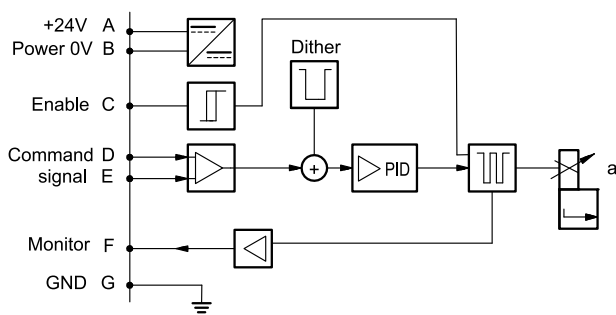 +24V A
Power 0V B
Dither
Enable C
Command D
signal E
+
PID
a
Monitor F
GND G